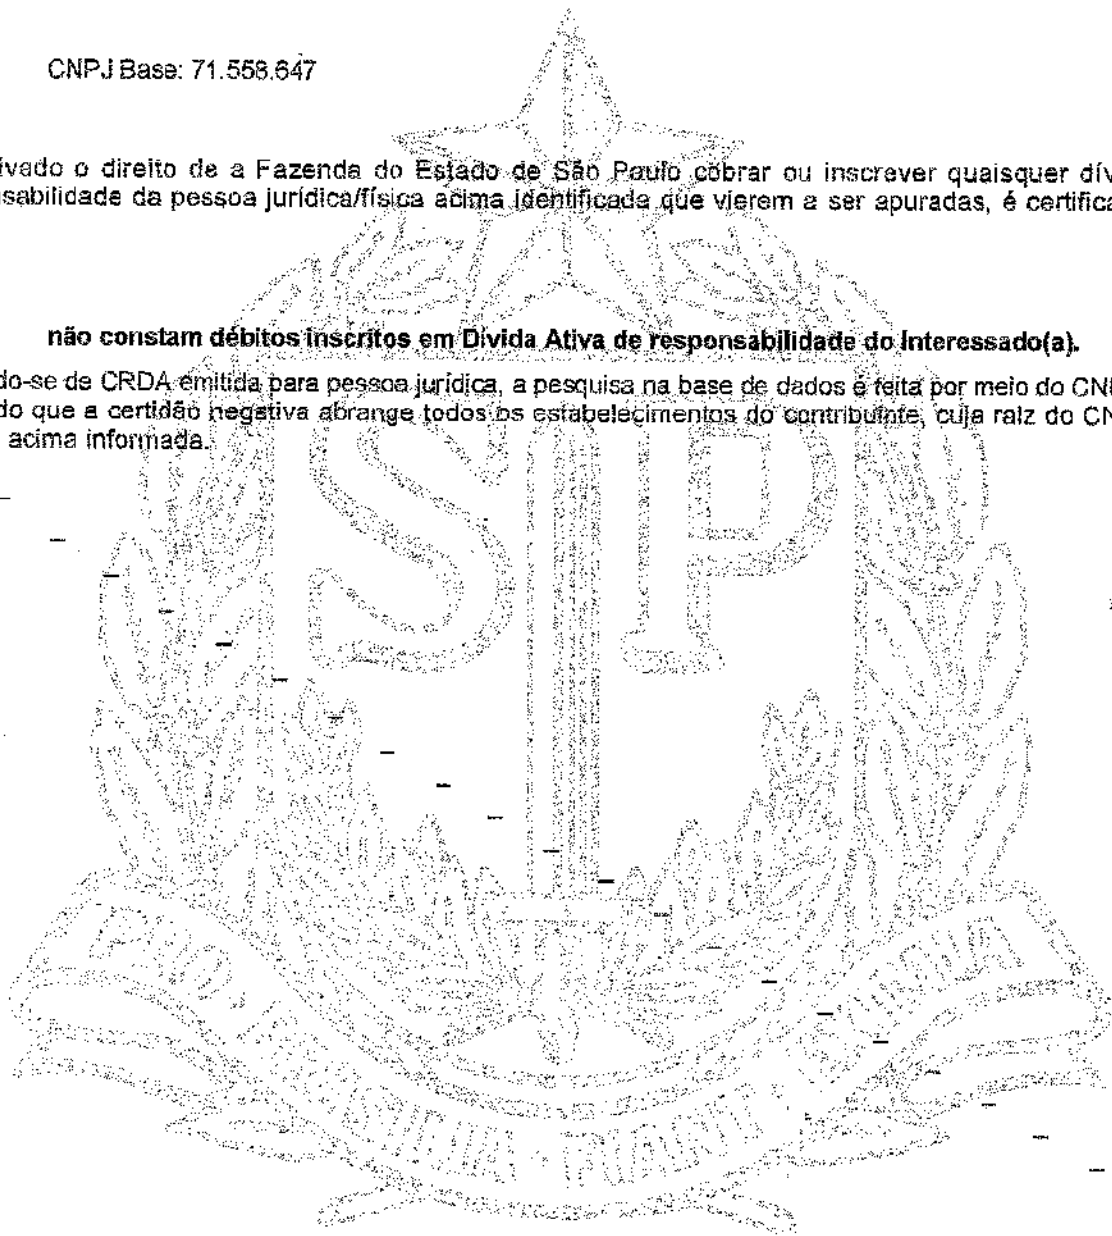 CNPJ Base: 71.558.647
ivado o direito de a Fazenda do Estado de São Paulo cobrar ou inscrever quaisquer dív
sabilidade da pessoa jurídica/física acima identificada que vierem a ser apuradas, é certifica
não constam débitos inscritos em Dívida Ativa de responsabilidade do Interessado(a).
do-se de CRDA emitida para pessoa jurídica, a pesquisa na base de dados é feita por meio do CN
do que a certidão negativa abrange todos os estabelecimentos do contribuinte, cuja raiz do CN
acima informada.
SP